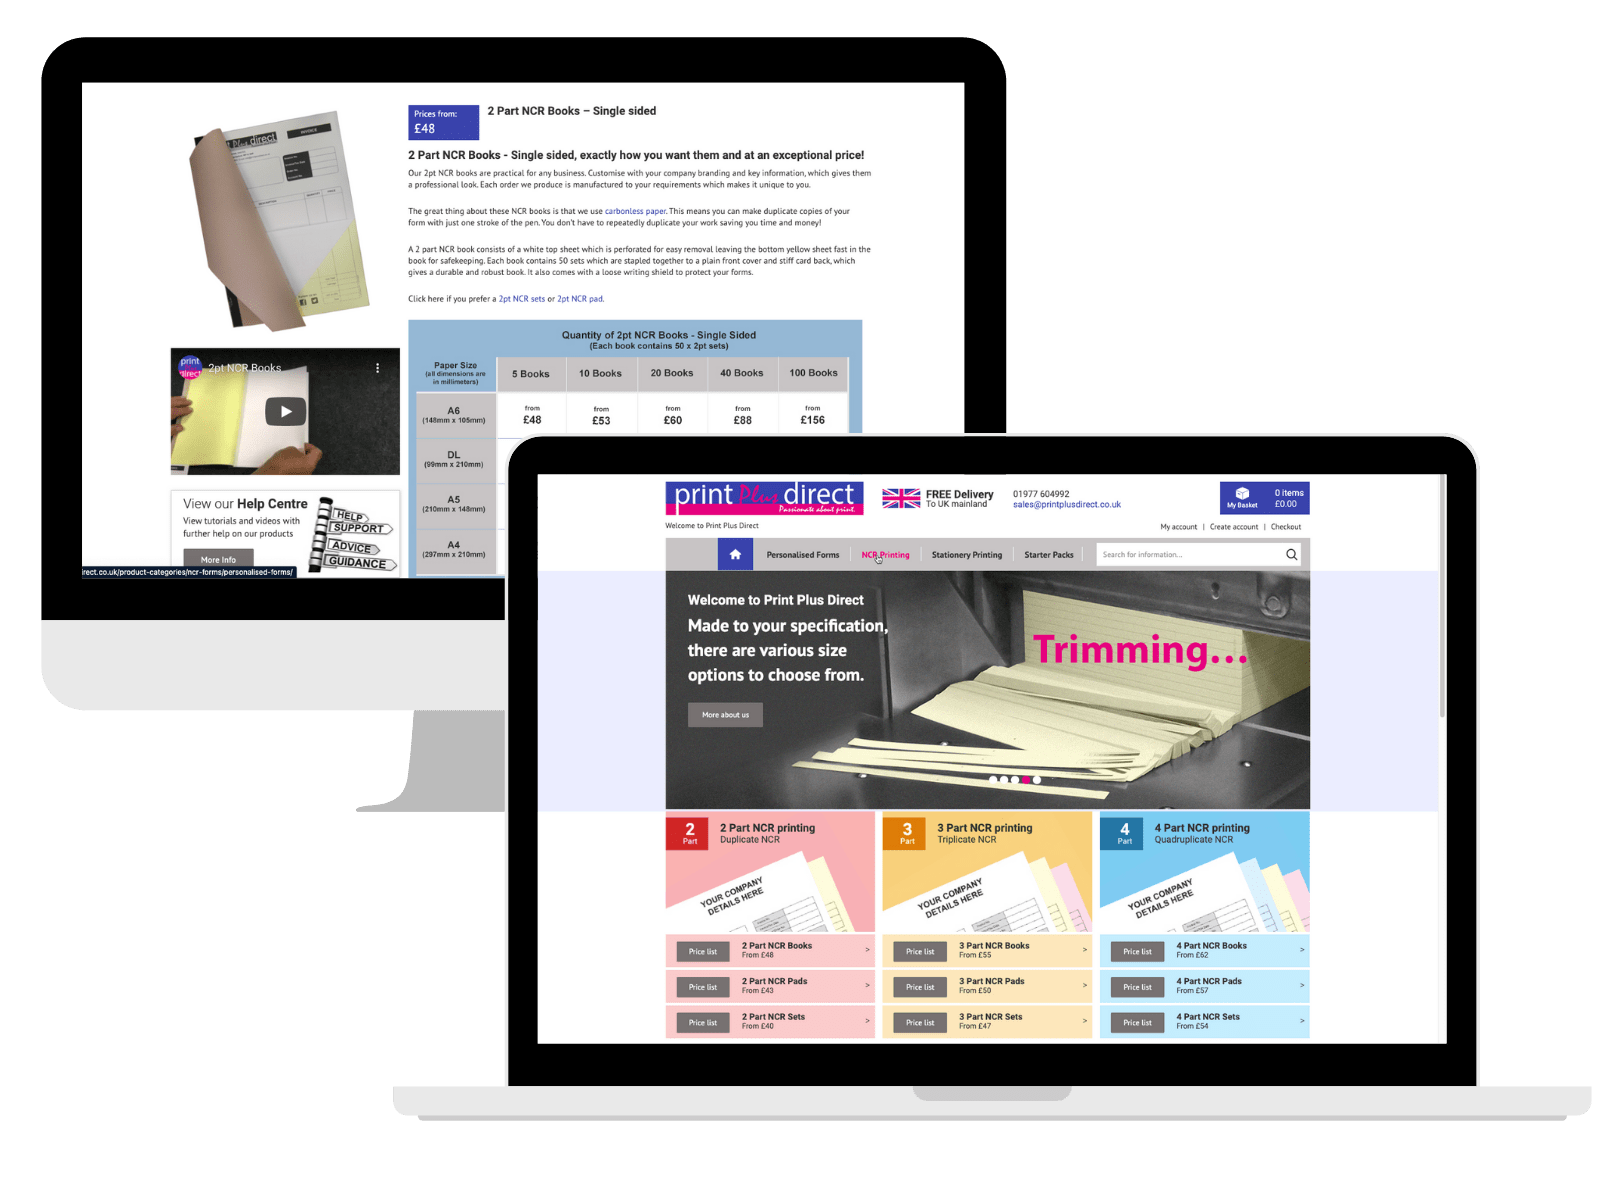 Prices from:
£48
2 Part NCR Books – Single sided
2 Part NCR Books - Single sided, exactly how you want them and at an exceptional price!
Our 2pt NCR books are practical for any business. Customise with your company branding and key information, which gives them
a professional look. Each order we produce is manufactured to your requirements which makes it unique to you.
The great thing about these NCR books is that we use carbonless paper. This means you can make duplicate copies of your
form with just one stroke of the pen. You don't have to repeatedly duplicate your work saving you time and money!
A 2 part NCR book consists of a white top sheet which is perforated for easy removal leaving the bottom yellow sheet fast in the
book for safekeeping. Each book contains 50 sets which are stapled together to a plain front cover and stiff card back, which
gives a durable and robust book. It also comes with a loose writing shield to protect your forms.
Click here if you prefer a 2pt NCR sets or 2pt NCR pad.
Plus direct
INVOICE
print
direct
2pt NCR Books
View our Help Centre
View tutorials and videos with
further help on our products
More Info
HELP
SUPPORT
ADVICE
GUIDANCE
irect.co.uk/product-categories/ncr-forms/personalised-forms/
Quantity of 2pt NCR Books - Single Sided
(Each book contains 50 x 2pt sets)
Paper Size
(all dimensions are
in millimeters)
5 Books
10 Books
20 Books
40 Books
100 Books
A6
(148mm x 105mm)
from
£48
from
£53
from
£60
from
£88
from
£156
DL
(99mm x 210mm)
A5
(210mm x 148mm)
A4
(297mm x 210mm)
print Plus direct
Passionate about print.
FREE Delivery
To UK mainland
01977 604992
sales@printplusdirect.co.uk
My Basket
0 items
£0.00
Welcome to Print Plus Direct
My account | Create account | Checkout
Personalised Forms
NCR Printing
Stationery Printing
Starter Packs
Search for information...
Welcome to Print Plus Direct
Made to your specification,
there are various size
options to choose from.
More about us
Trimming...
2
Part
2 Part NCR printing
Duplicate NCR
YOUR COMPANY
DETAILS HERE
Price list
2 Part NCR Books
From £48
>
Price list
2 Part NCR Pads
From £43
>
Price list
2 Part NCR Sets
From £40
>
3
Part
3 Part NCR printing
Triplicate NCR
YOUR COMPANY
DETAILS HERE
Price list
3 Part NCR Books
From £55
>
Price list
3 Part NCR Pads
From £50
>
Price list
3 Part NCR Sets
From £47
>
4
Part
4 Part NCR printing
Quadruplicate NCR
YOUR COMPANY
DETAILS HERE
Price list
4 Part NCR Books
From £62
>
Price list
4 Part NCR Pads
From £57
>
Price list
4 Part NCR Sets
From £54
>